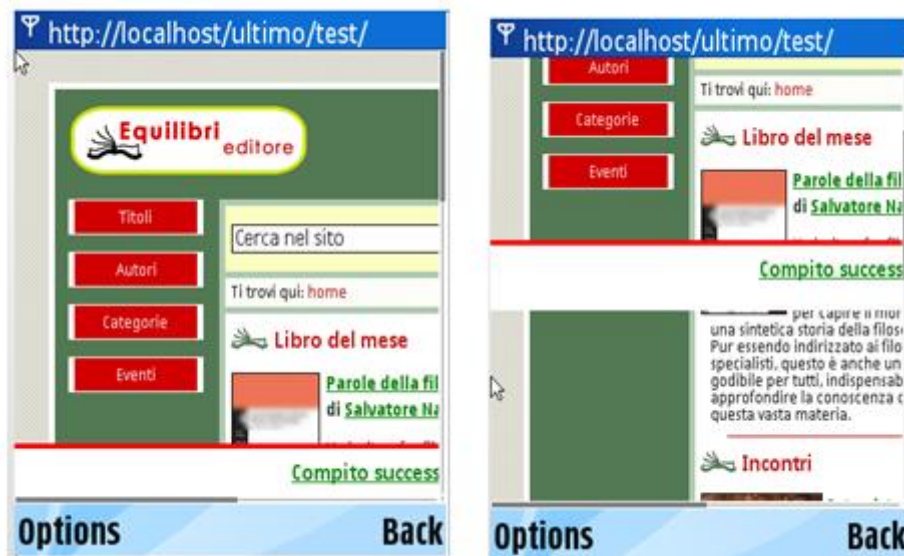 http://localhost/ultimo/test/
Equilibri
editore
Titoli
Autori
Categorie
Eventi
Cerca nel sito
Ti trovi qui: home
Libro del mese
Parole della fil
di Salvatore Na
Compito success
Options Back
http://localhost/ultimo/test/
Autori
Categorie
Eventi
Ti trovi qui: home
Libro del mese
Parole della fil
di Salvatore Na
Compito success
per capire il mor
una sintetica storia della filos
Pur essendo indirizzato ai filo
specialisti, questo è anche un
godibile per tutti, indispensab
approfondire la conoscenza
questa vasta materia.
Incontri
Options Back